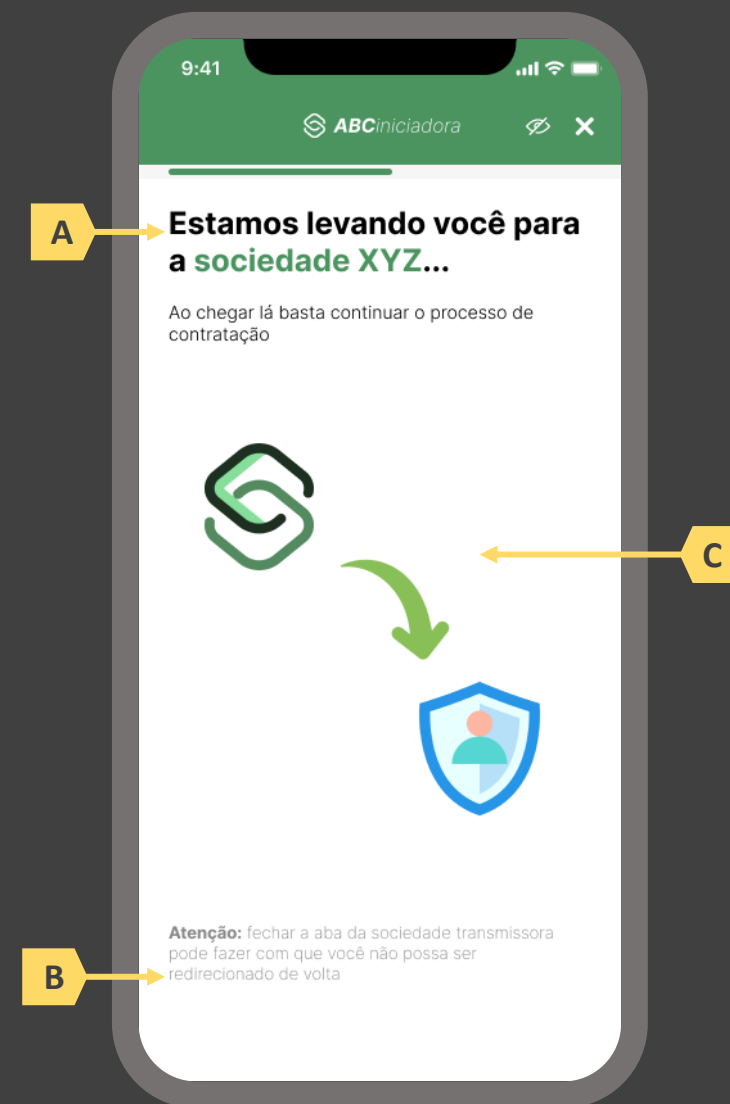 9:41
ABCiniciadora
A
Estamos levando você para
a sociedade XYZ...
Ao chegar lá basta continuar o processo de
contratação
C
Atenção: fechar a aba da sociedade transmissora
pode fazer com que você não possa ser
redirecionado de volta
B